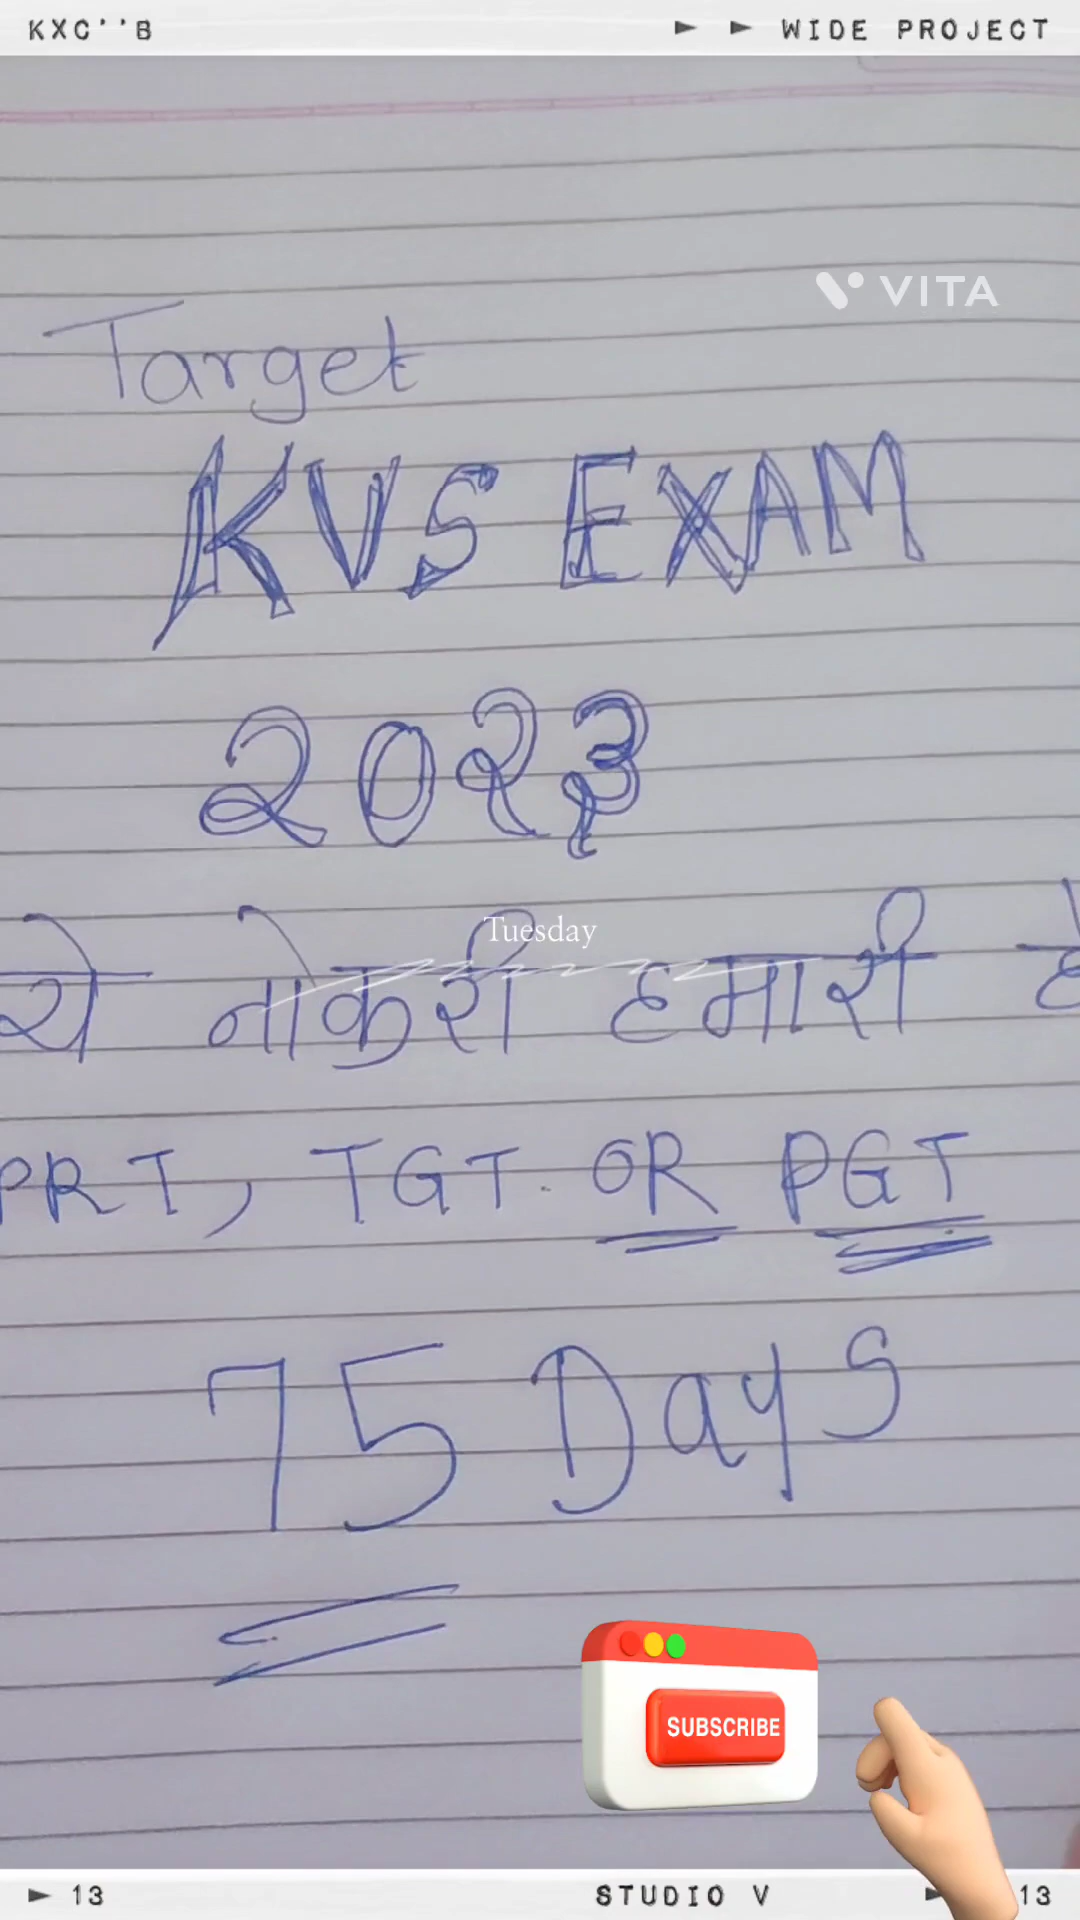 KXC''B ► ► WIDE PROJECT
VITA
Target
KVS EXAM
२०२३
Tuesday
ये नोकरी हमारी है
PRT, TGT. OR PGT
75 Days
SUBSCRIBE
► 13 STUDIO V ► 13